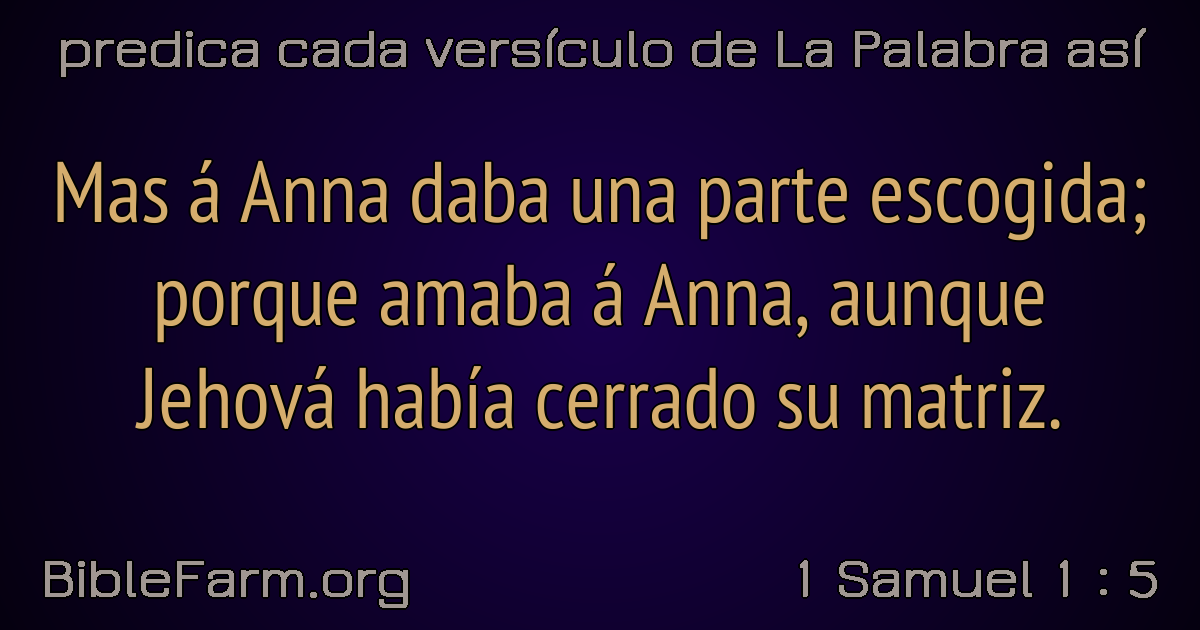 predica cada versículo de La Palabra así
Mas á Anna daba una parte escogida;
porque amaba á Anna, aunque
Jehová había cerrado su matriz.
BibleFarm.org
1 Samuel 1 : 5